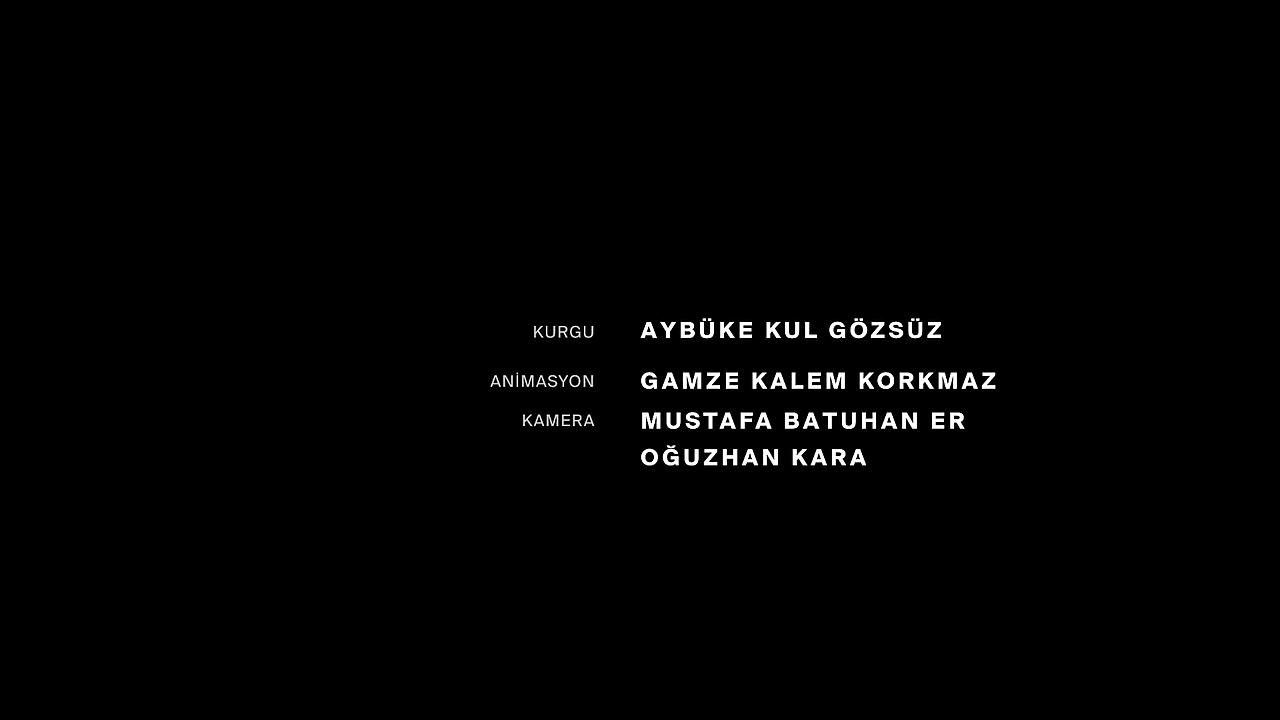 KURGU AYBÜKE KUL GÖZSÜZ
ANİMASYON GAMZE KALEM KORKMAZ
KAMERA MUSTAFA BATUHAN ER
OĞUZHAN KARA